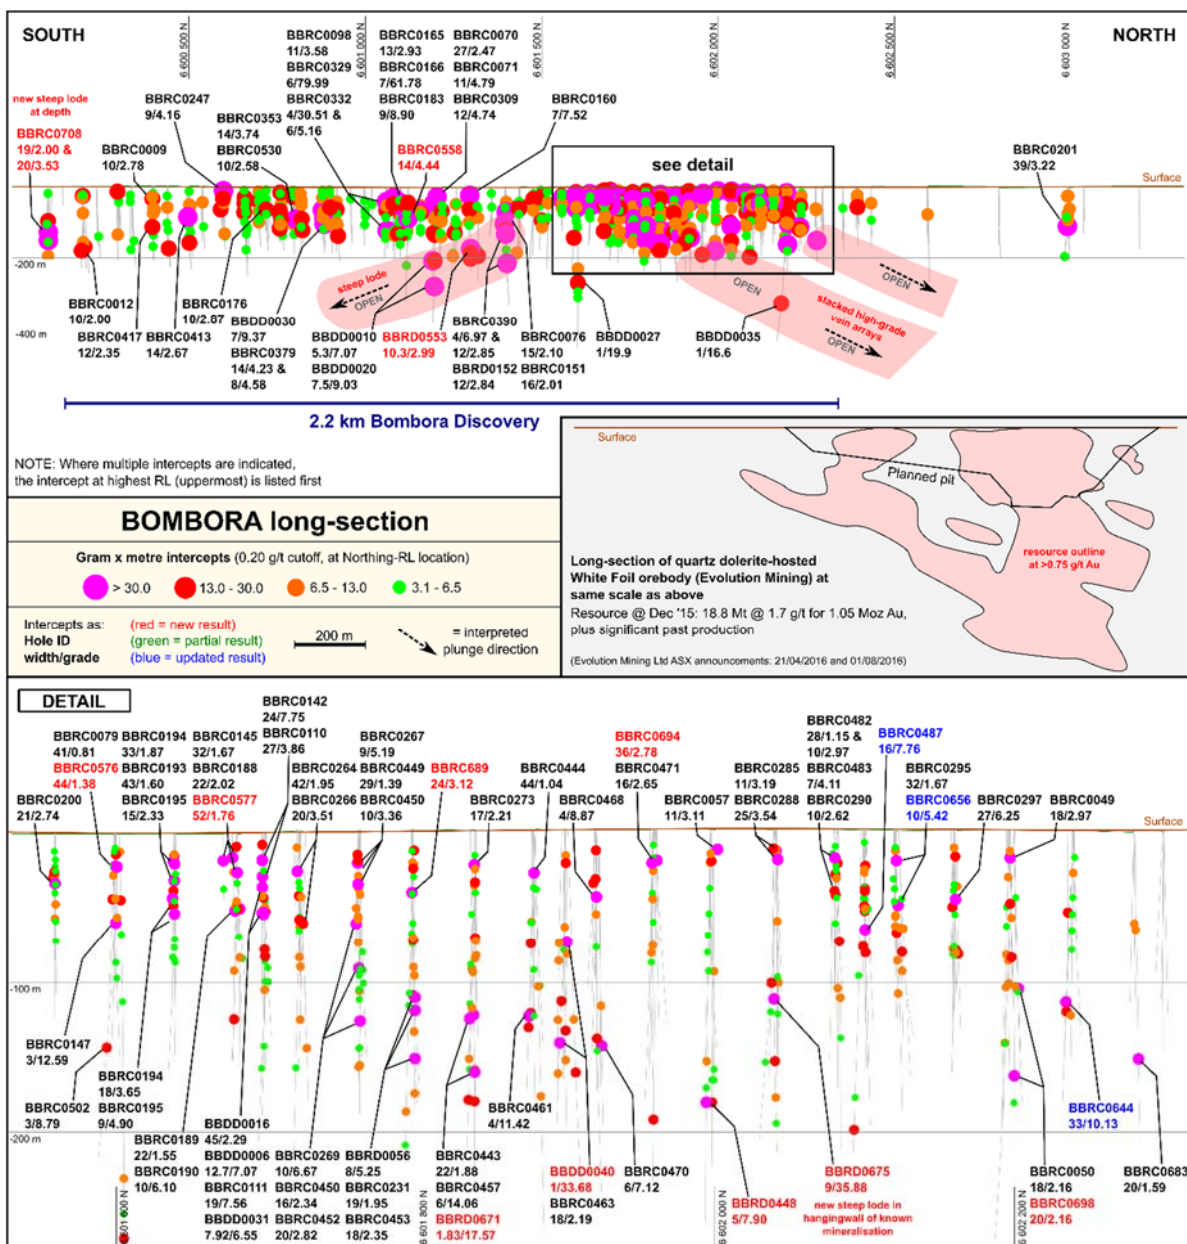 SOUTH
NORTH
6 600 500 N
6 601 000 N
6 601 500 N
6 602 000 N
6 602 500 N
6 603 000 N
new steep lode
at depth
BBRC0708
19/2.00 &
20/3.53
BBRC0009
10/2.78
BBRC0247
9/4.16
BBRC0353
14/3.74
BBRC0530
10/2.58
BBRC0098
11/3.58
BBRC0329
6/79.99
BBRC0332
4/30.51 &
6/5.16
BBRC0165
13/2.93
BBRC0166
7/61.78
BBRC0183
9/8.90
BBRC0558
14/4.44
BBRC0070
27/2.47
BBRC0071
11/4.79
BBRC0309
12/4.74
BBRC0160
7/7.52
see detail
BBRC0201
39/3.22
Surface
-200 m
-400 m
steep lode
OPEN
OPEN
OPEN
stacked high-grade
vein arrays
OPEN
BBRC0012
10/2.00
BBRC0417
12/2.35
BBRC0413
14/2.67
BBRC0176
10/2.87
BBDD0030
7/9.37
BBRC0379
14/4.23 &
8/4.58
BBDD0010
5.3/7.07
BBDD0020
7.5/9.03
BBRD0553
10.3/2.99
BBRC0390
4/6.97 &
12/2.85
BBRD0152
12/2.84
BBRC0076
15/2.10
BBRC0151
16/2.01
BBDD0027
1/19.9
BBDD0035
1/16.6
2.2 km Bombora Discovery
NOTE: Where multiple intercepts are indicated,
the intercept at highest RL (uppermost) is listed first
BOMBORA long-section
Gram x metre intercepts (0.20 g/t cutoff, at Northing-RL location)
> 30.0
13.0 - 30.0
6.5 - 13.0
3.1 - 6.5
Intercepts as:
Hole ID
width/grade
(red = new result)
(green = partial result)
(blue = updated result)
200 m
= interpreted
plunge direction
Surface
Planned pit
resource outline
at >0.75 g/t Au
Long-section of quartz dolerite-hosted
White Foil orebody (Evolution Mining) at
same scale as above
Resource @ Dec '15: 18.8 Mt @ 1.7 g/t for 1.05 Moz Au,
plus significant past production
(Evolution Mining Ltd ASX announcements: 21/04/2016 and 01/08/2016)
DETAIL
BBRC0200
21/2.74
BBRC0079
41/0.81
BBRC0576
44/1.38
BBRC0194
33/1.87
BBRC0193
43/1.60
BBRC0195
15/2.33
BBRC0145
32/1.67
BBRC0188
22/2.02
BBRC0577
52/1.76
BBRC0142
24/7.75
BBRC0110
27/3.86
BBRC0264
42/1.95
BBRC0266
20/3.51
BBRC0267
9/5.19
BBRC0449
29/1.39
BBRC0450
10/3.36
BBRC689
24/3.12
BBRC0273
17/2.21
BBRC0444
44/1.04
BBRC0468
4/8.87
BBRC0694
36/2.78
BBRC0471
16/2.65
BBRC0057
11/3.11
BBRC0285
11/3.19
BBRC0288
25/3.54
BBRC0482
28/1.15 &
10/2.97
BBRC0483
7/4.11
BBRC0290
10/2.62
BBRC0487
16/7.76
BBRC0295
32/1.67
BBRC0656
10/5.42
BBRC0297
27/6.25
BBRC0049
18/2.97
Surface
-100 m
-200 m
BBRC0147
3/12.59
BBRC0502
3/8.79
BBRC0194
18/3.65
BBRC0195
9/4.90
BBRC0189
22/1.55
BBRC0190
10/6.10
BBDD0016
45/2.29
BBDD0006
12.7/7.07
BBRC0111
19/7.56
BBDD0031
7.92/6.55
BBRC0269
10/6.67
BBRC0450
16/2.34
BBRC0452
20/2.82
BBRD0056
8/5.25
BBRC0231
19/1.95
BBRC0453
18/2.35
BBRC0443
22/1.88
BBRC0457
6/14.06
BBRD0671
1.83/17.57
BBRC0461
4/11.42
BBDD0040
1/33.68
BBRC0463
18/2.19
BBRC0470
6/7.12
BBRD0448
5/7.90
BBRD0675
9/35.88
new steep lode in
hangingwall of known
mineralisation
BBRC0050
18/2.16
BBRC0698
20/2.16
BBRC0644
33/10.13
BBRC0683
20/1.59
6 601 600 N
6 601 800 N
6 602 000 N
6 602 200 N